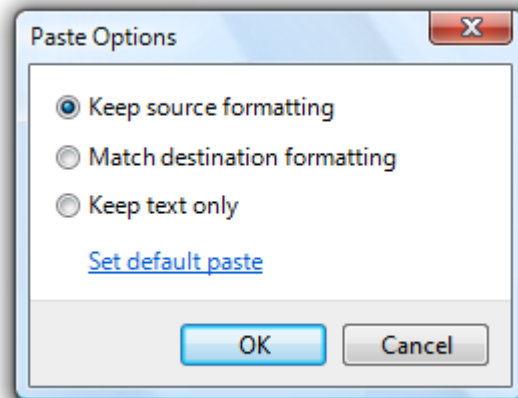 Paste Options
Keep source formatting
Match destination formatting
Keep text only
Set default paste
OK Cancel